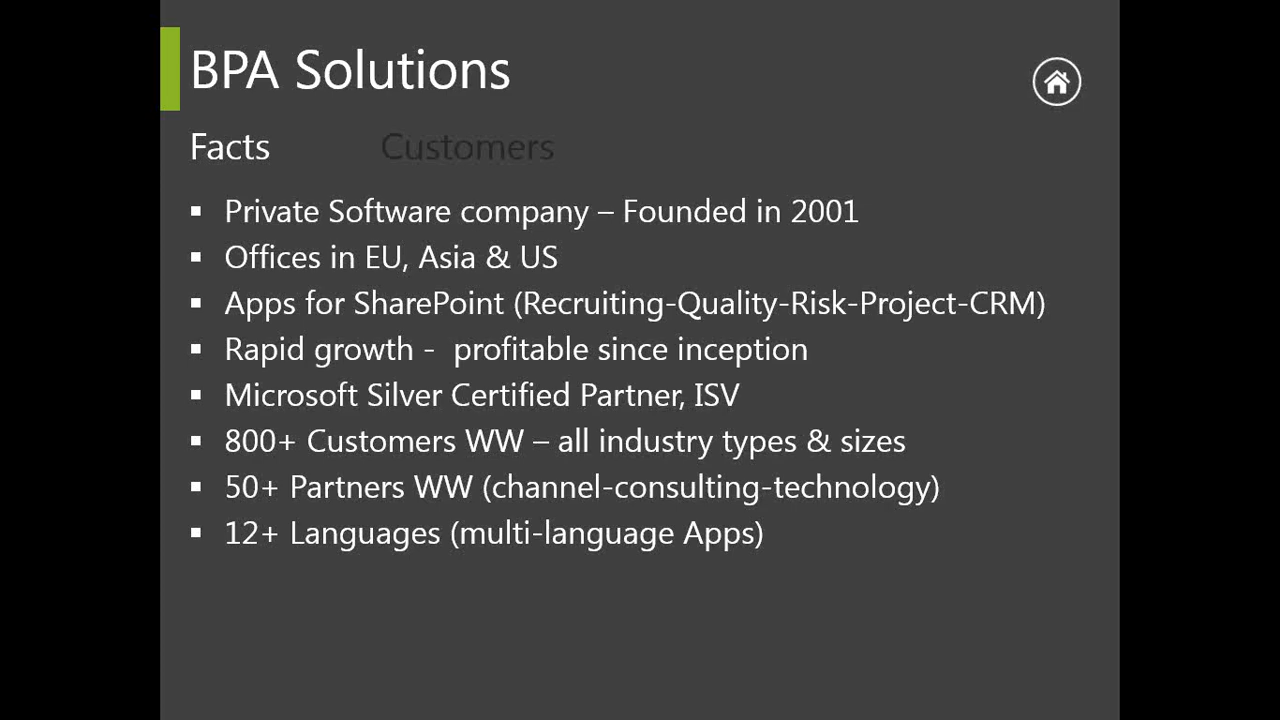 BPA Solutions
Facts Customers
▪ Private Software company – Founded in 2001
▪ Offices in EU, Asia & US
▪ Apps for SharePoint (Recruiting-Quality-Risk-Project-CRM)
▪ Rapid growth -  profitable since inception
▪ Microsoft Silver Certified Partner, ISV
▪ 800+ Customers WW – all industry types & sizes
▪ 50+ Partners WW (channel-consulting-technology)
▪ 12+ Languages (multi-language Apps)